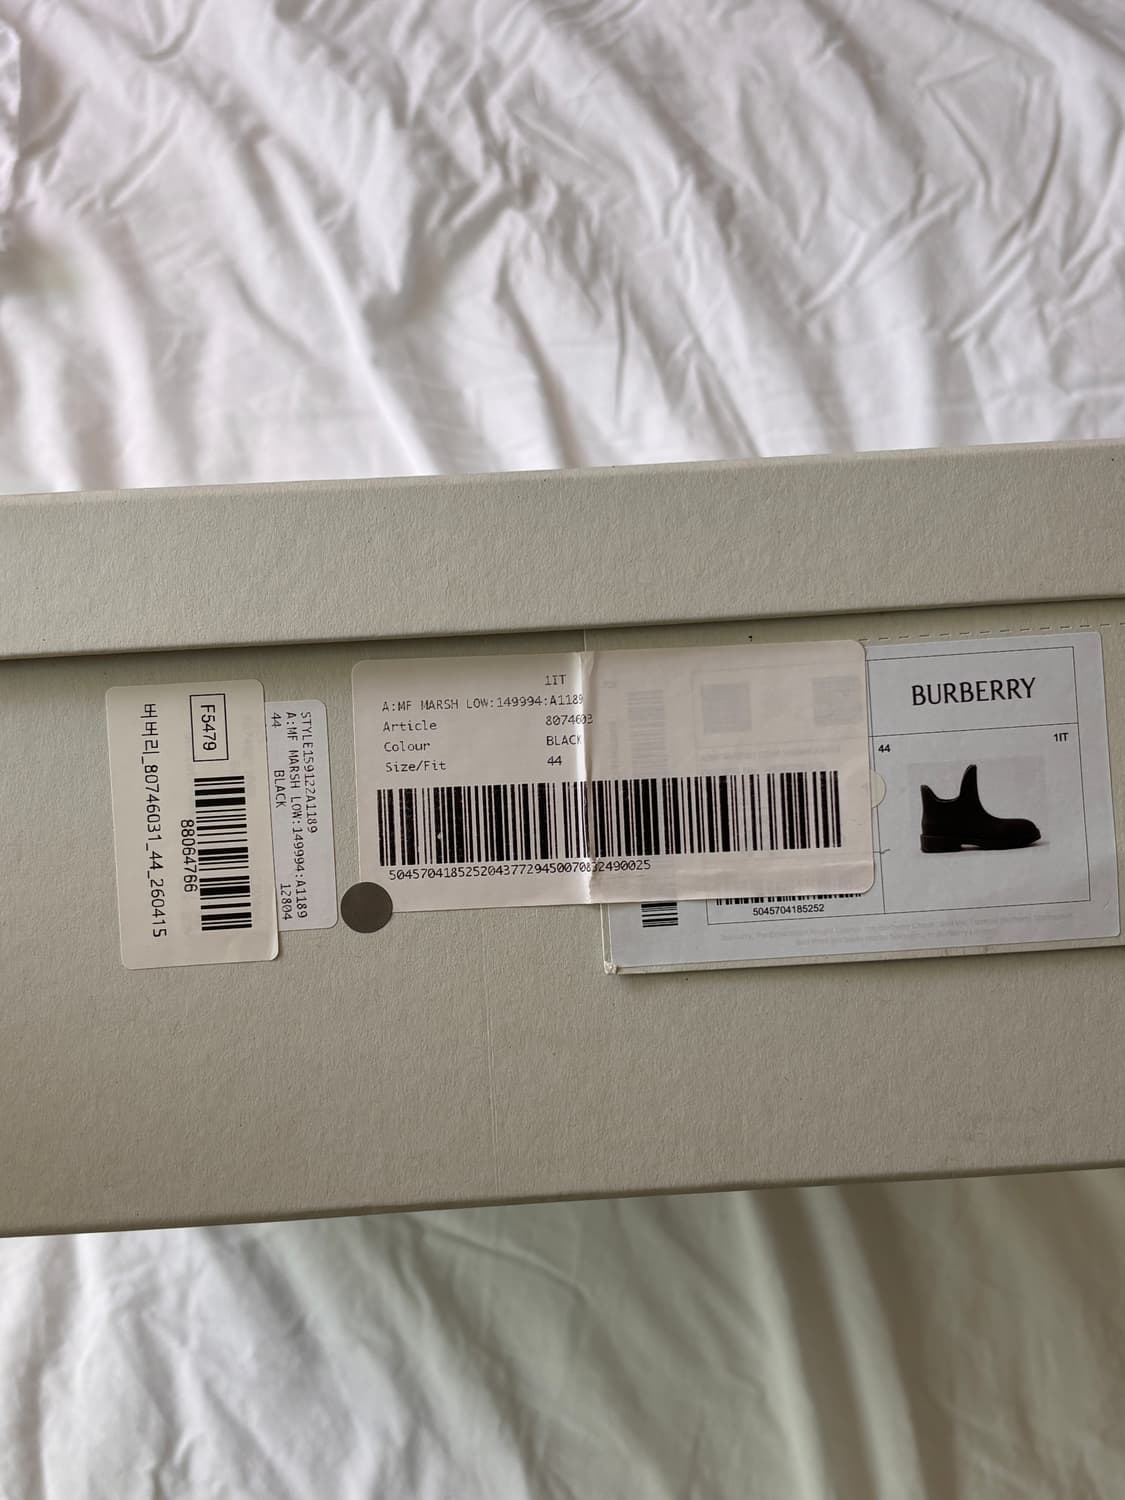 버버리_80746031_44_260415
88064766
F5479
STYLE159122A1189
A:MF MARSH LOW:149994:A1189
44
BLACK
12804
1IT
A:MF MARSH LOW:149994:A1189
Article 8074603
Colour BLACK
Size/Fit 44
5045704185252043772945007082490025
BURBERRY
44 1IT
5045704185252